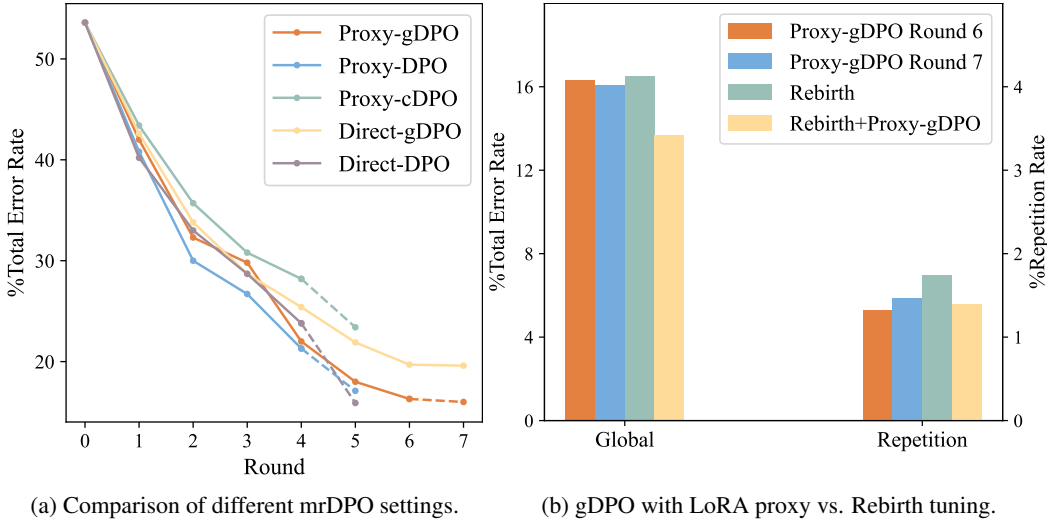 Proxy-gDPO
Proxy-DPO
Proxy-cDPO
Direct-gDPO
Direct-DPO
%Total Error Rate
50
40
30
20
0 1 2 3 4 5 6 7
Round
(a) Comparison of different mrDPO settings.
Proxy-gDPO Round 6
Proxy-gDPO Round 7
Rebirth
Rebirth+Proxy-gDPO
%Total Error Rate
16
12
8
4
0
%Repetition Rate
4
3
2
1
0
Global Repetition
(b) gDPO with LoRA proxy vs. Rebirth tuning.